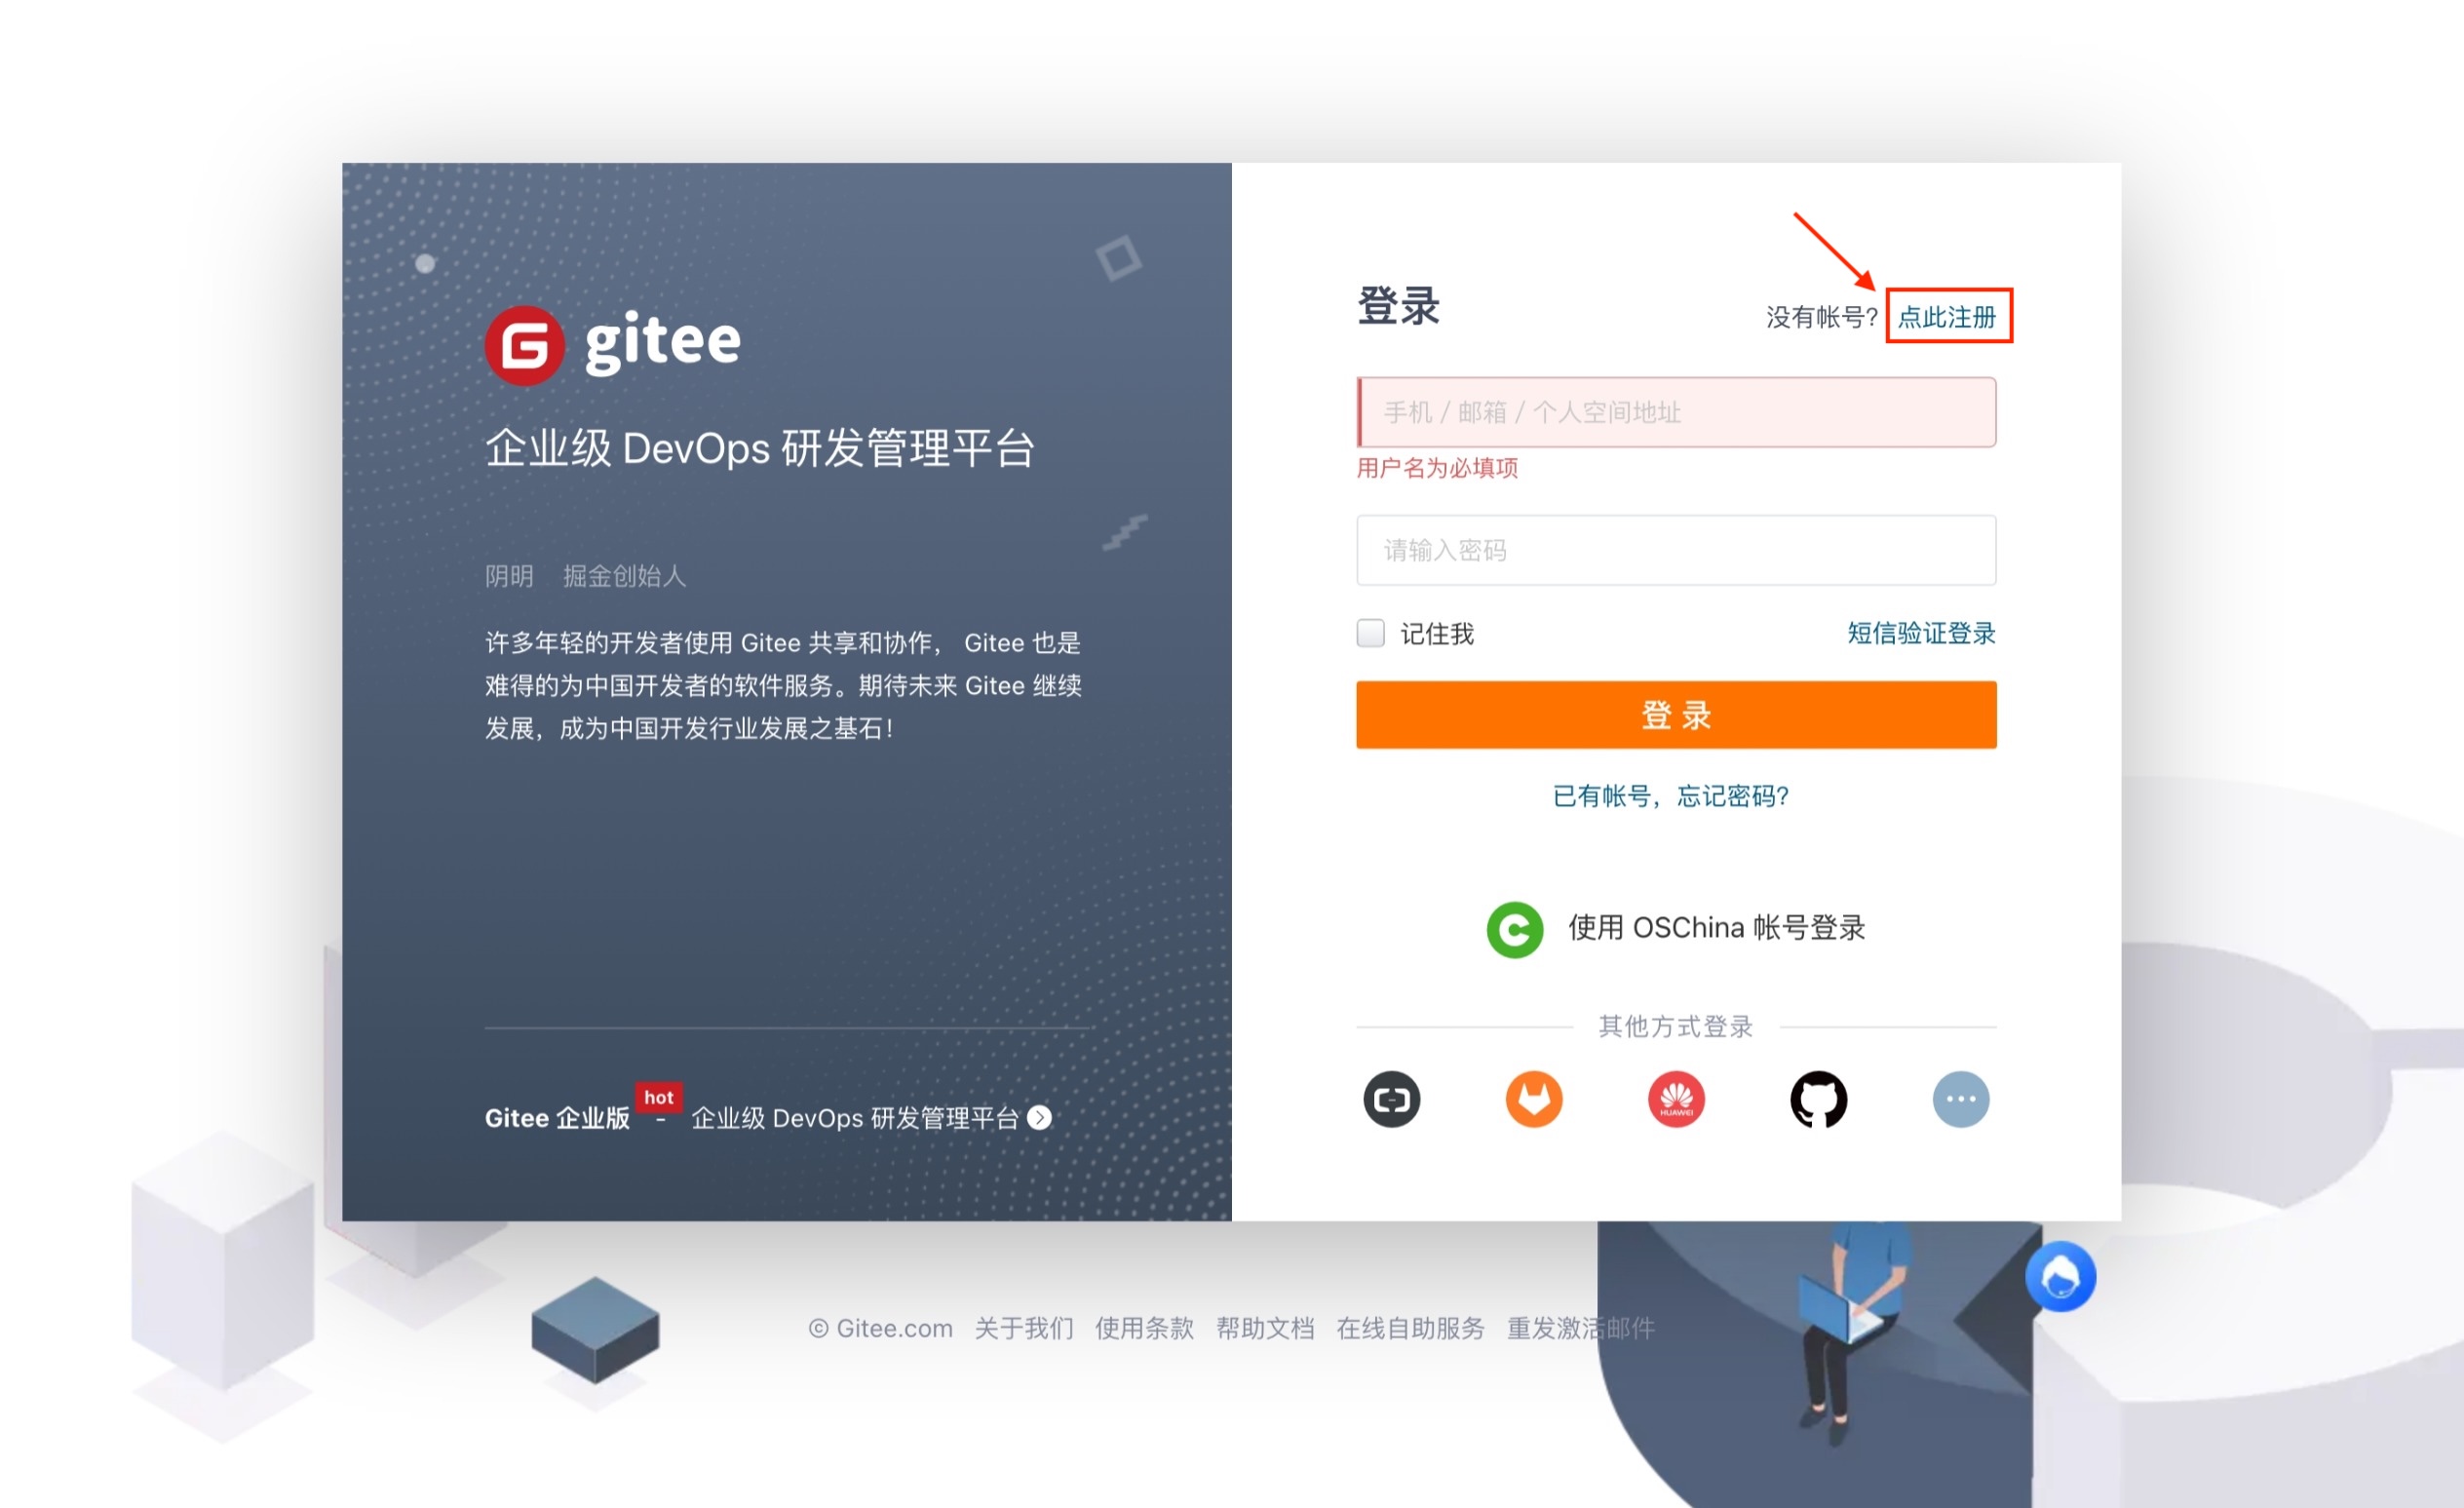 gitee
企业级 DevOps 研发管理平台
阴明 掘金创始人
许多年轻的开发者使用 Gitee 共享和协作， Gitee 也是
难得的为中国开发者的软件服务。期待未来 Gitee 继续
发展，成为中国开发行业发展之基石！
Gitee 企业版 hot - 企业级 DevOps 研发管理平台
登录
没有帐号? 点此注册
手机 / 邮箱 / 个人空间地址
用户名为必填项
请输入密码
记住我 短信验证登录
登 录
已有帐号，忘记密码?
使用 OSChina 帐号登录
其他方式登录
HUAWEI
© Gitee.com 关于我们 使用条款 帮助文档 在线自助服务 重发激活邮件